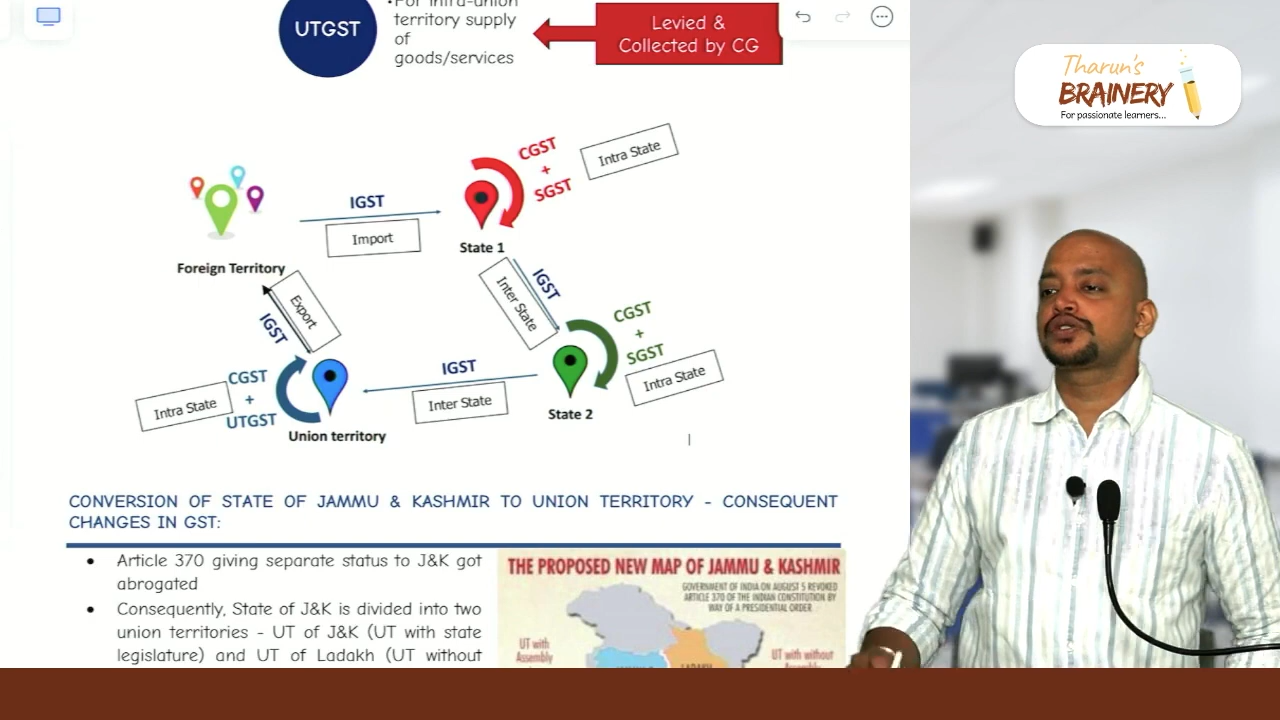 UTGST
•For intra-union
territory supply
of
goods/services
Levied &
Collected by CG
Tharun's
BRAINERY
For passionate learners...
CGST
+
SGST
Intra State
IGST
Import
State 1
Foreign Territory
Export
IGST
Inter State
IGST
CGST
+
SGST
Intra State
IGST
Inter State
State 2
CGST
+
UTGST
Intra State
Union territory
CONVERSION OF STATE OF JAMMU & KASHMIR TO UNION TERRITORY - CONSEQUENT
CHANGES IN GST:
• Article 370 giving separate status to J&K got
abrogated
• Consequently, State of J&K is divided into two
union territories - UT of J&K (UT with state
legislature) and UT of Ladakh (UT without
THE PROPOSED NEW MAP OF JAMMU & KASHMIR
GOVERNMENT OF INDIA ON AUGUST 5 REVOKED
ARTICLE 370 OF THE INDIAN CONSTITUTION BY
WAY OF A PRESIDENTIAL ORDER
UT with
Assembly
LADAKH
UT with without